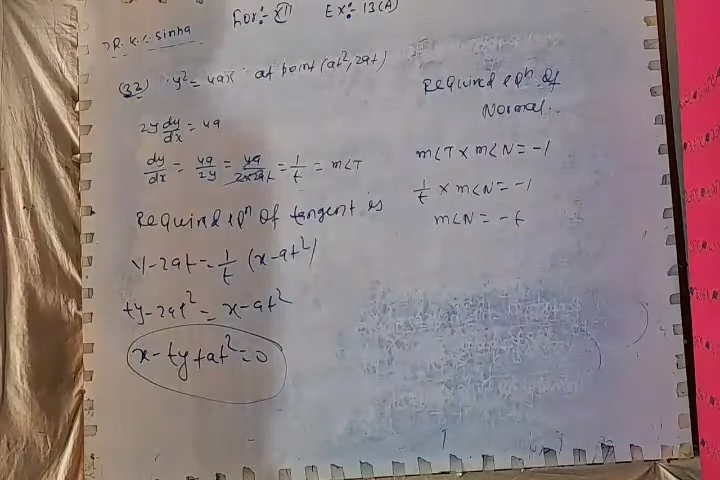 For:- XII Ex:- 13(A)
R.K.: sinha
(32) y² = 4ax at point (at², 2at)
2y dy/dx = 4a
dy/dx = 4a/2y = 4a/2×2at = 1/t = m<T
Required eqⁿ of tangent is
y-2at = 1/t (x-at²)
ty-2at² = x-at²
x-ty+at² = 0
Required eqⁿ of
Normal.
m<T × m<N = -1
1/t × m<N = -1
m<N = -t